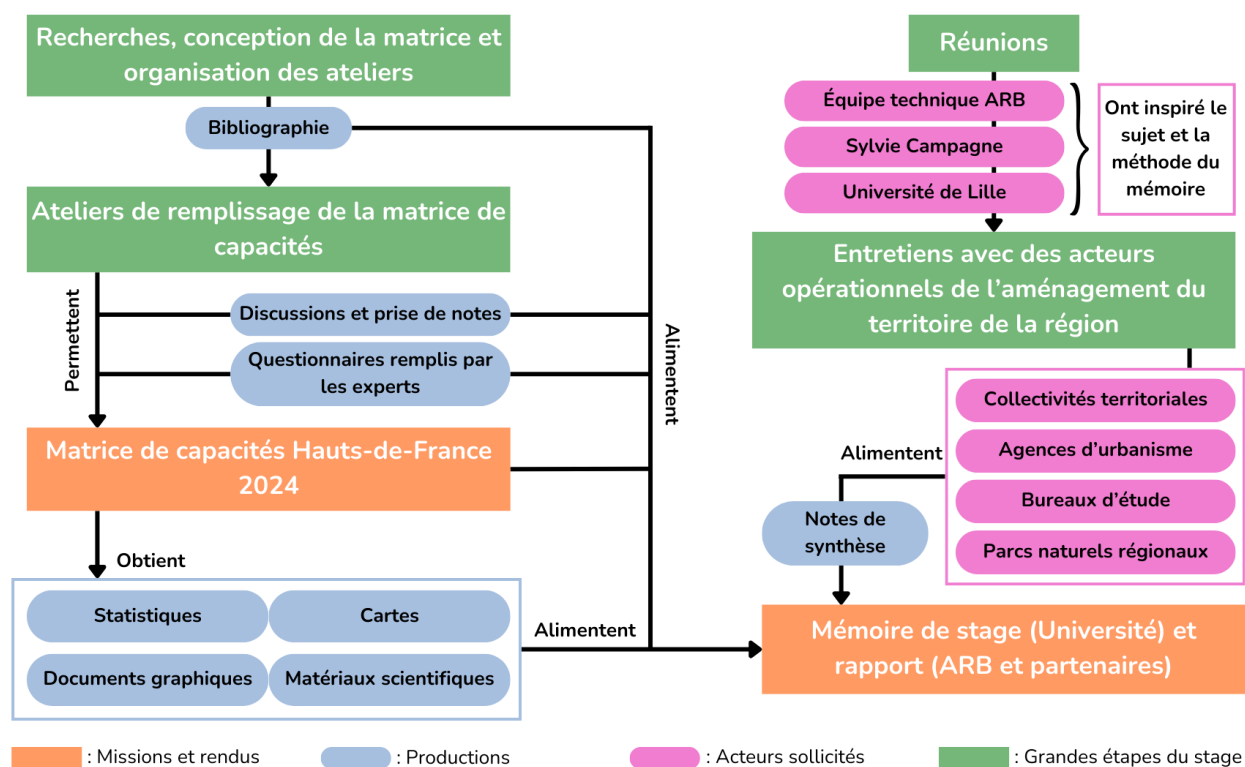 Recherches, conception de la matrice et
organisation des ateliers
Bibliographie
Ateliers de remplissage de la matrice de
capacités
Permettent
Discussions et prise de notes
Questionnaires remplis par
les experts
Matrice de capacités Hauts-de-France
2024
Obtient
Statistiques
Cartes
Documents graphiques
Matériaux scientifiques
Alimentent
Alimentent
Réunions
Équipe technique ARB
Sylvie Campagne
Université de Lille
Ont inspiré le
sujet et la
méthode du
mémoire
Entretiens avec des acteurs
opérationnels de l’aménagement du
territoire de la région
Collectivités territoriales
Agences d’urbanisme
Bureaux d’étude
Parcs naturels régionaux
Alimentent
Notes de
synthèse
Mémoire de stage (Université) et
rapport (ARB et partenaires)
: Missions et rendus
: Productions
: Acteurs sollicités
: Grandes étapes du stage